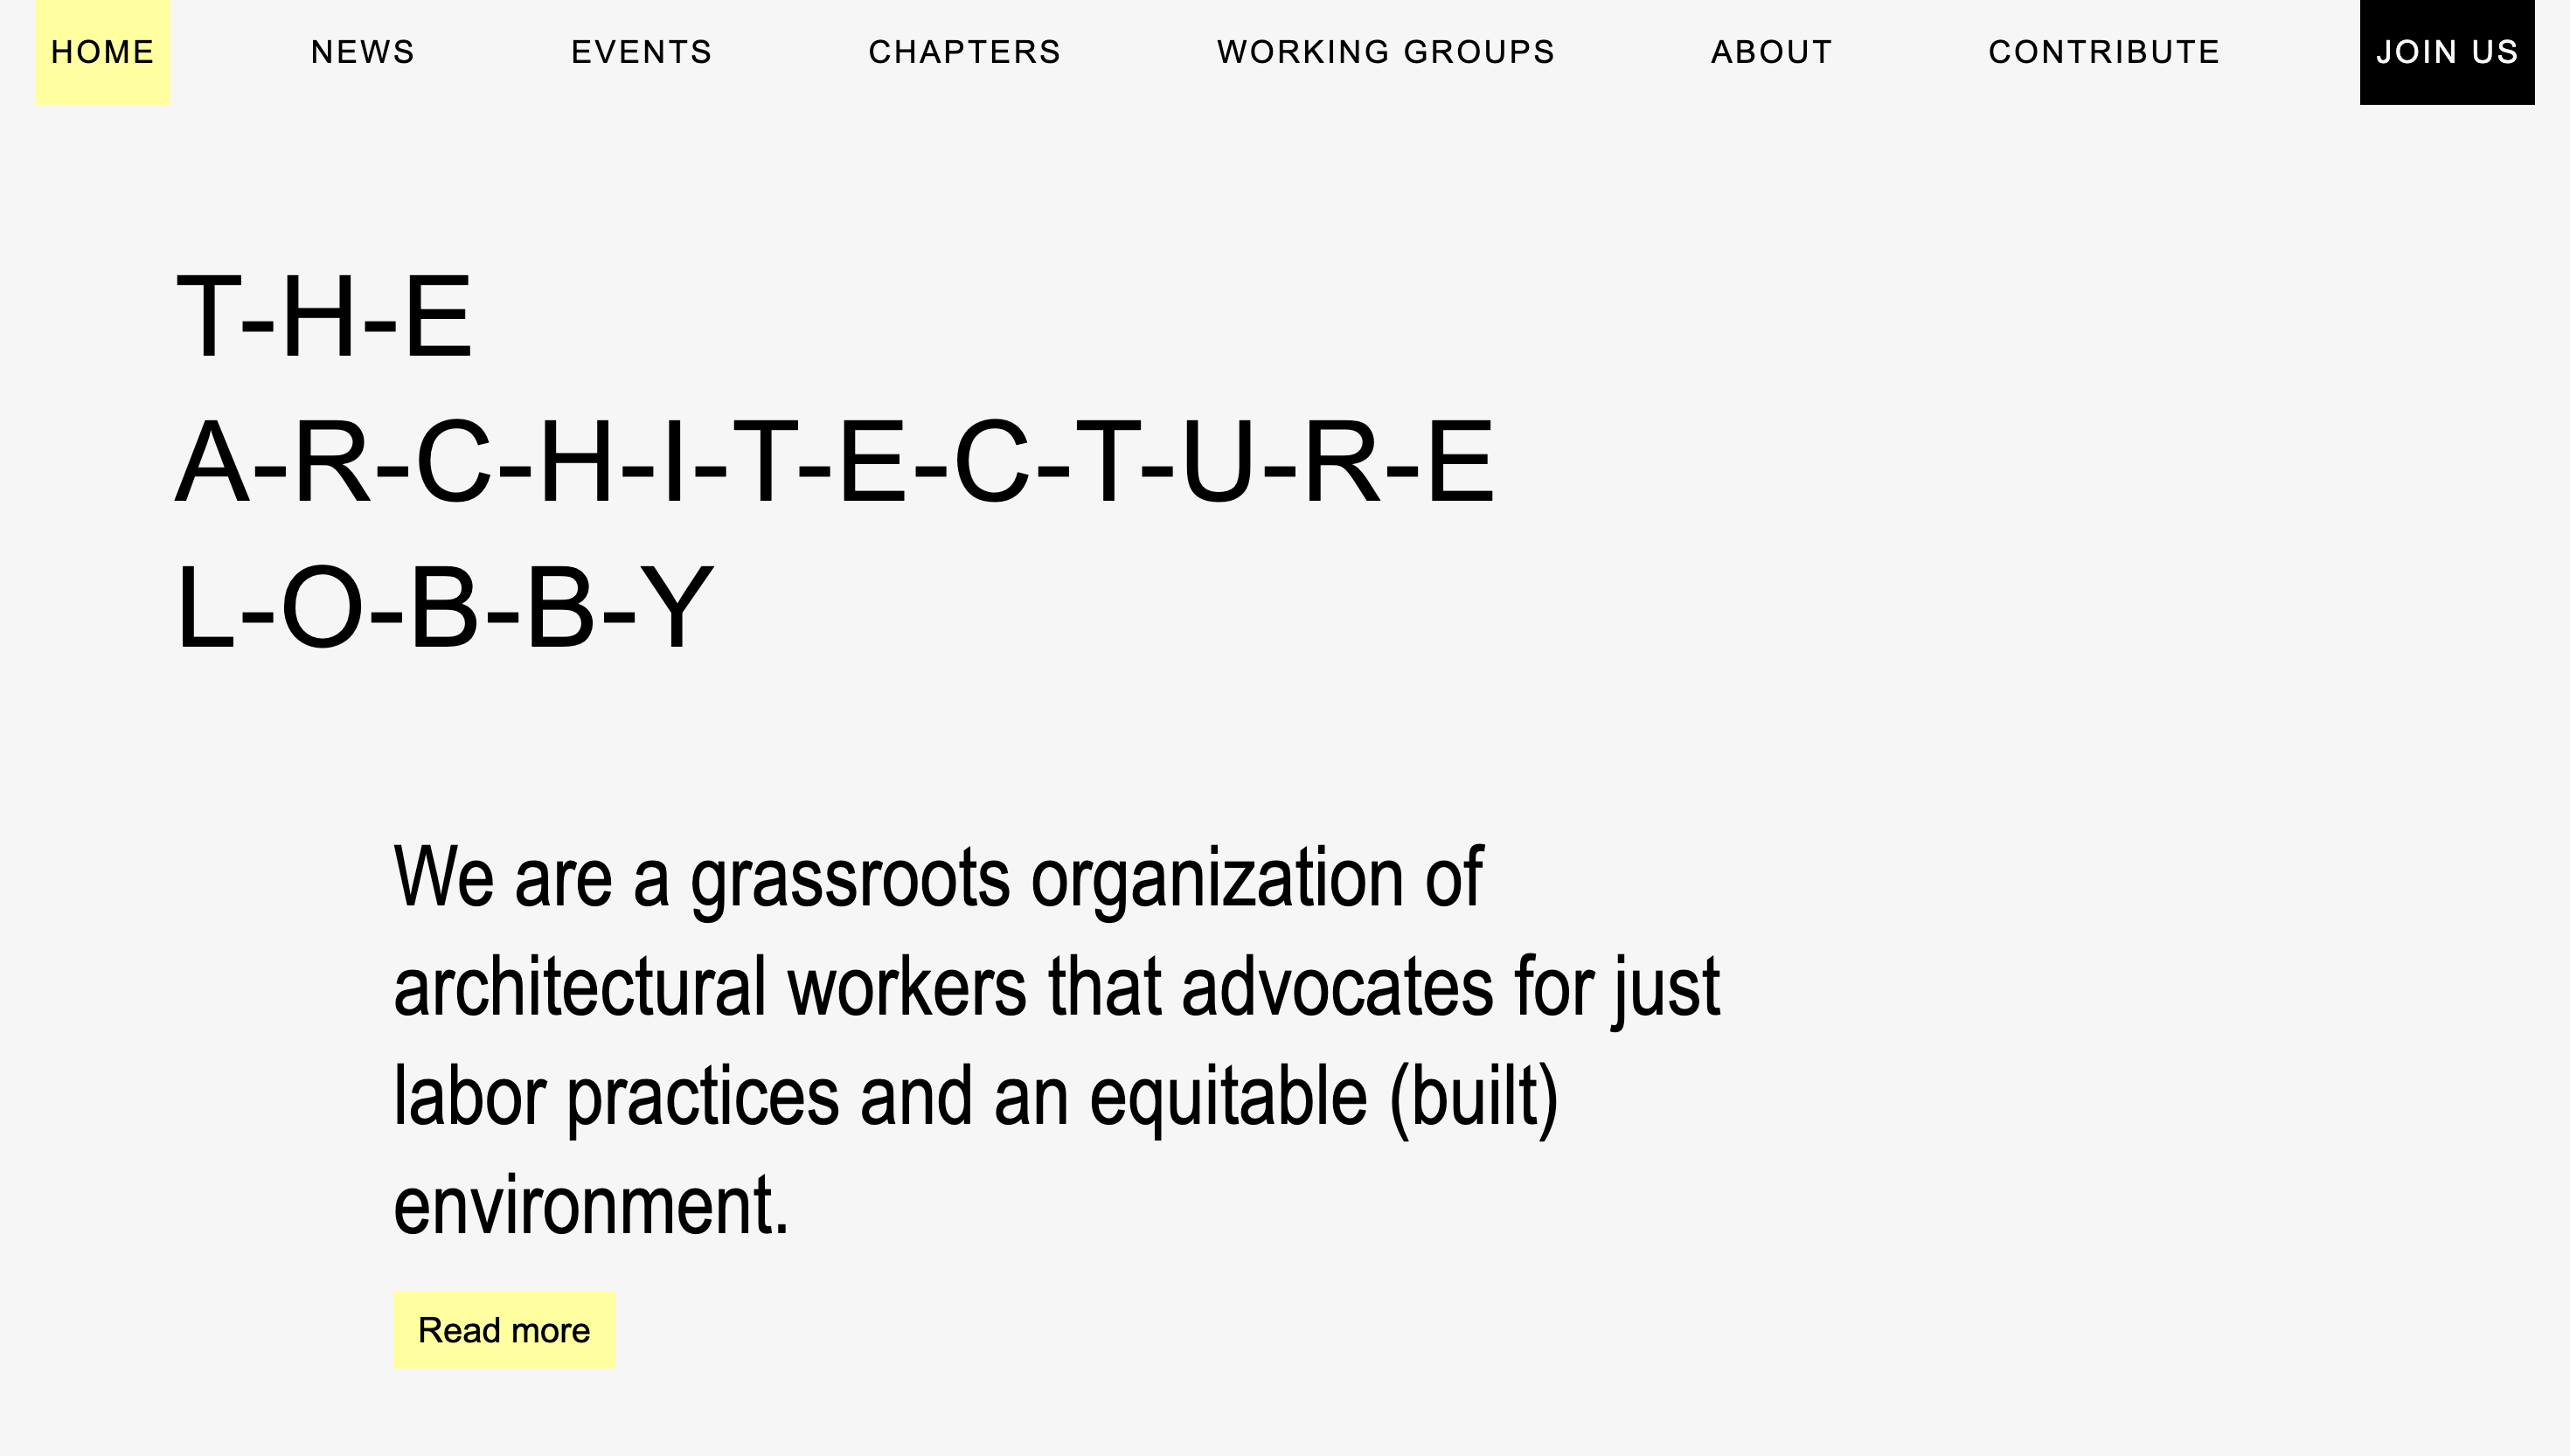 HOME NEWS EVENTS CHAPTERS WORKING GROUPS ABOUT CONTRIBUTE JOIN US
T-H-E
A-R-C-H-I-T-E-C-T-U-R-E
L-O-B-B-Y
We are a grassroots organization of
architectural workers that advocates for just
labor practices and an equitable (built)
environment.
Read more